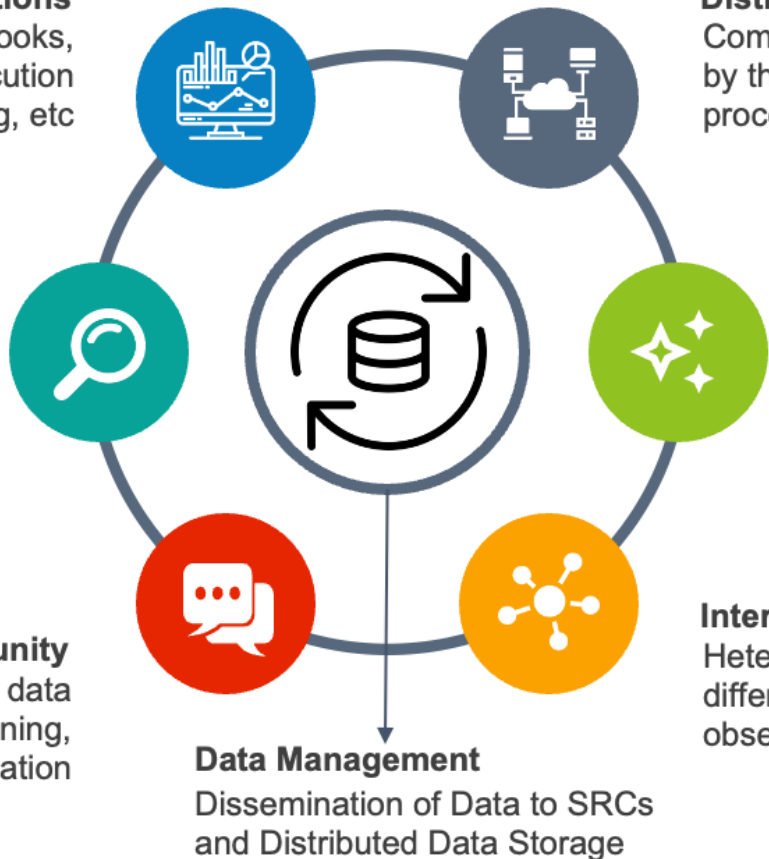 ooks,
Com
cution
by th
g, etc
proc
unity
data
ning,
ation
Inter
Hete
differ
obse
Data Management
Dissemination of Data to SRCs
and Distributed Data Storage